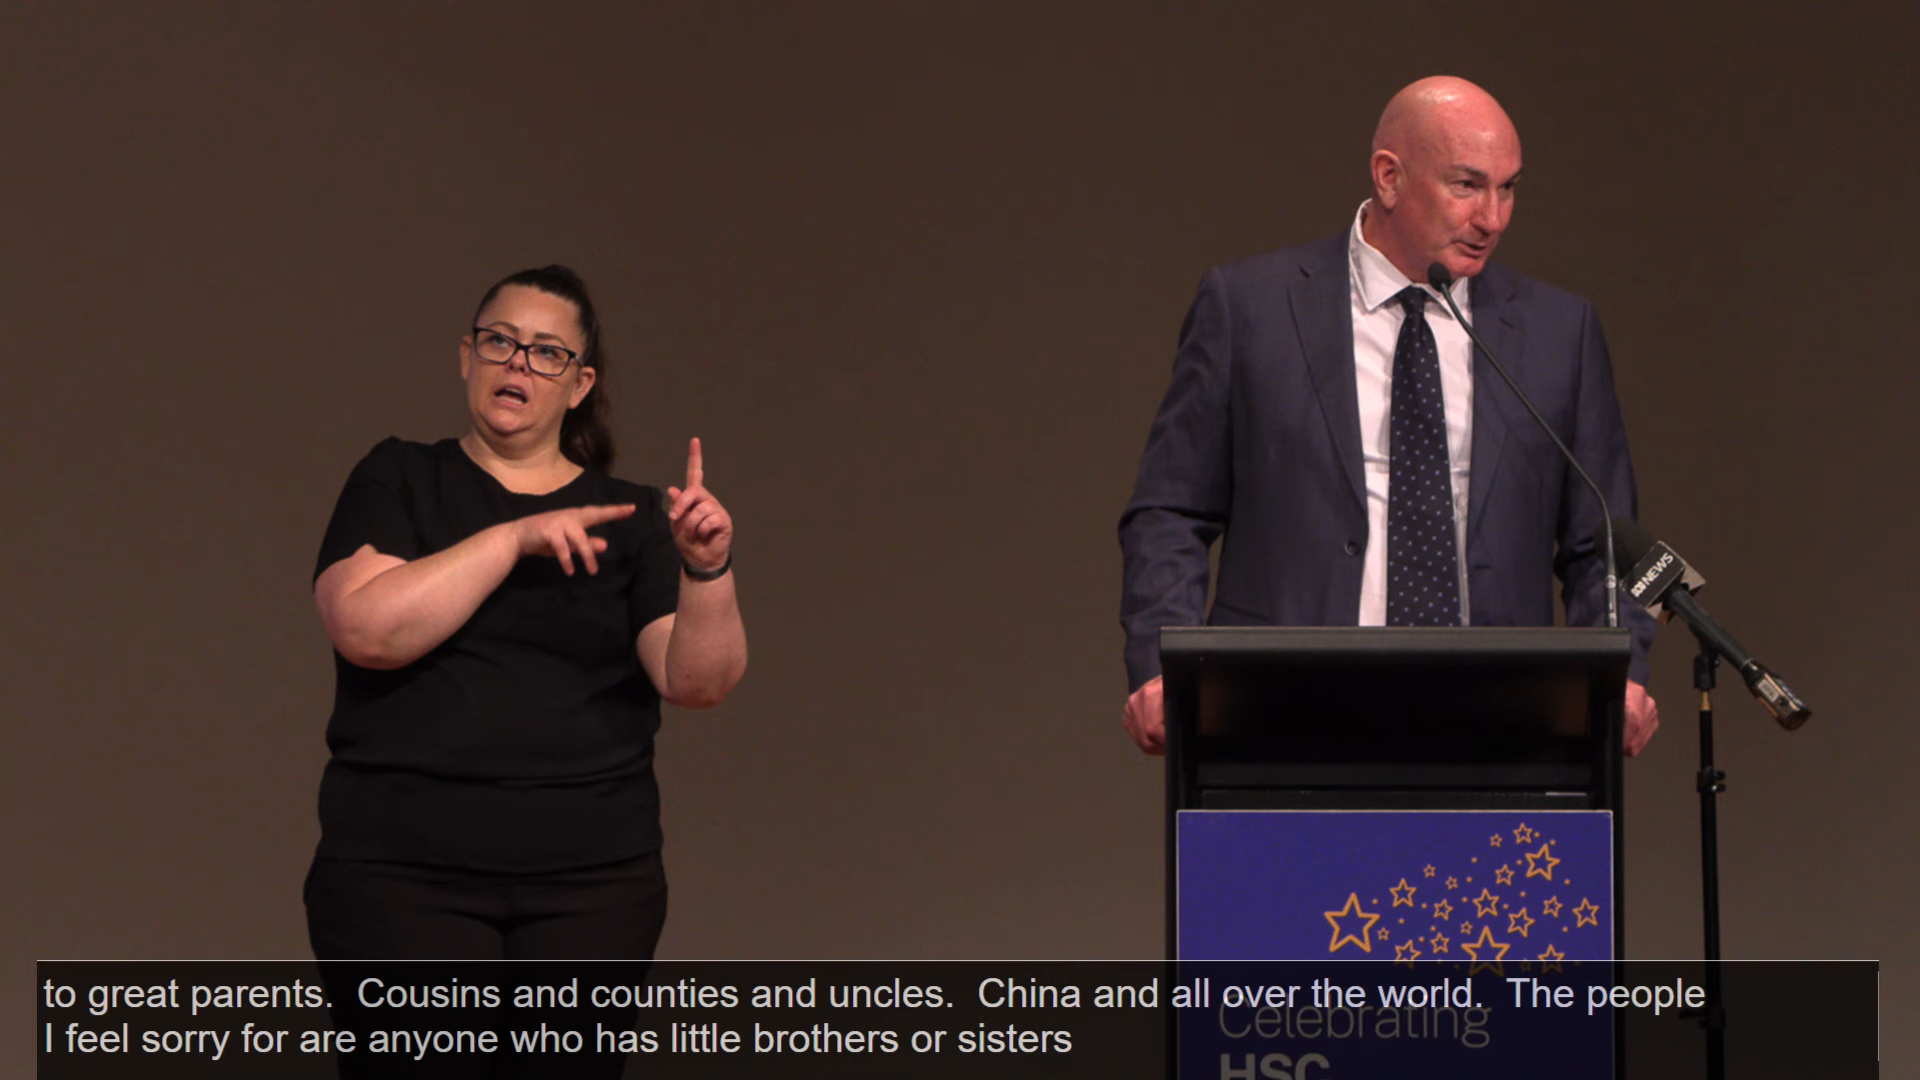 NEWS
to great parents.  Cousins and counties and uncles.  China and all over the world.  The people
I feel sorry for are anyone who has little brothers or sisters
Celebrating
HSC